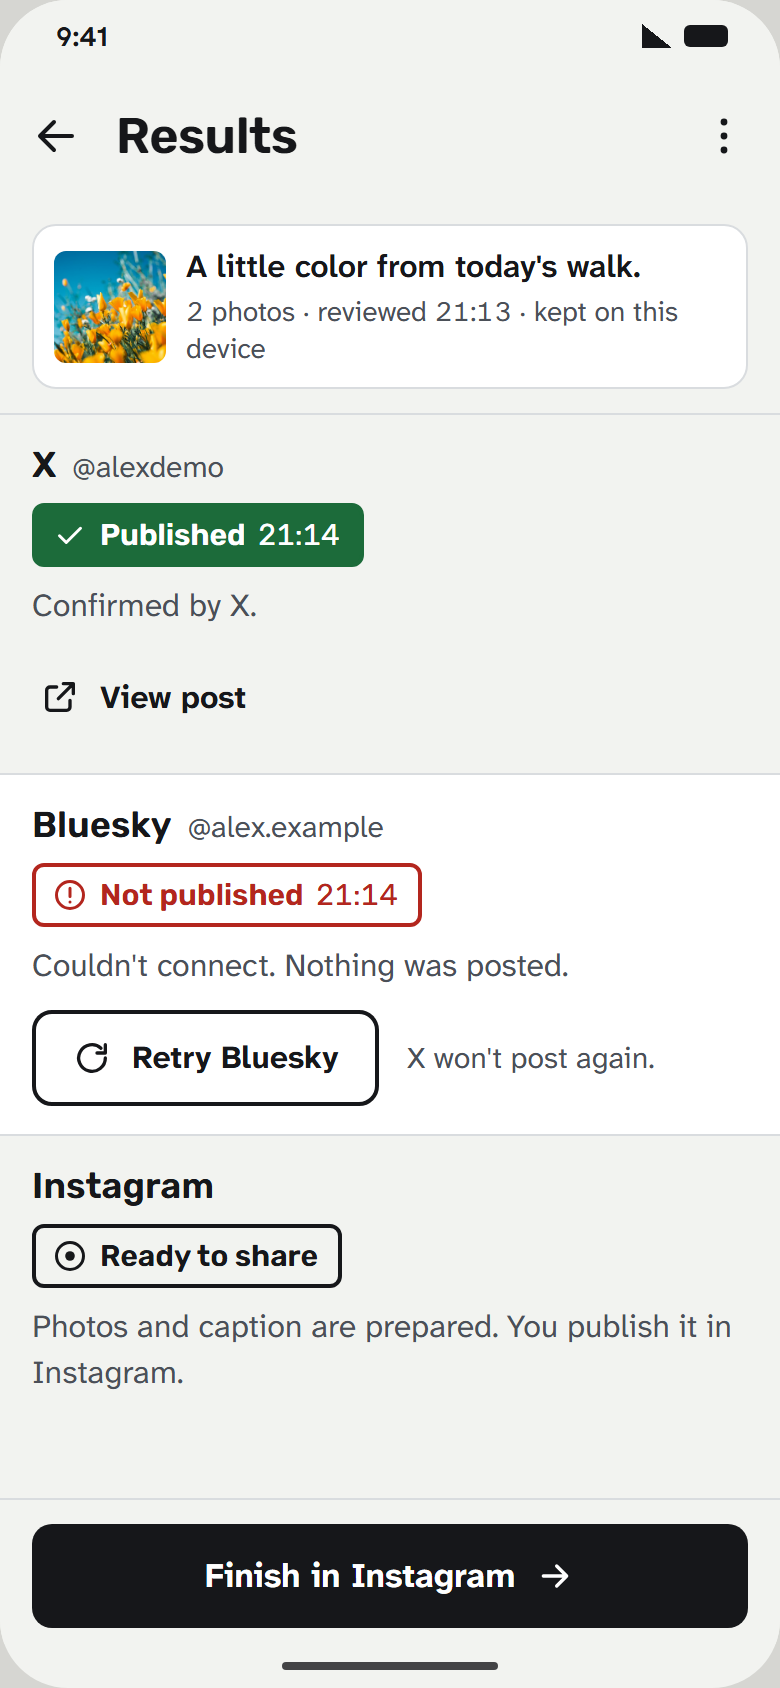 9:41
Results
A little color from today's walk.
2 photos · reviewed 21:13 · kept on this
device
X @alexdemo
Published 21:14
Confirmed by X.
View post
Bluesky @alex.example
Not published 21:14
Couldn't connect. Nothing was posted.
Retry Bluesky X won't post again.
Instagram
Ready to share
Photos and caption are prepared. You publish it in
Instagram.
Finish in Instagram